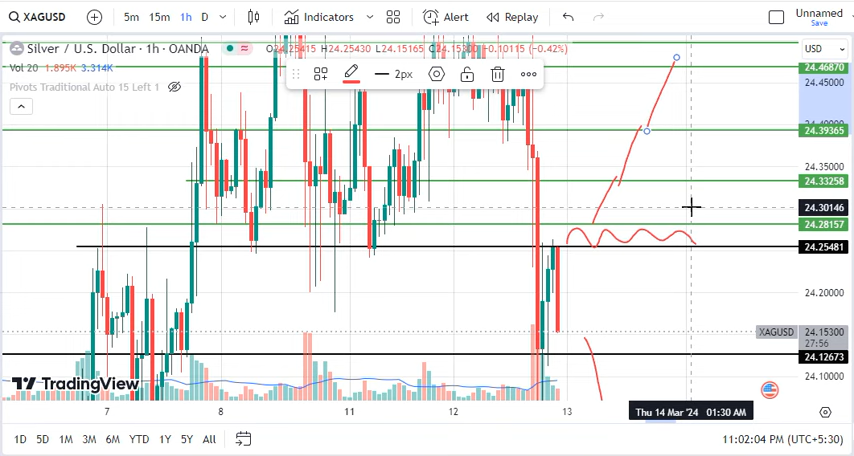 XAGUSD 5m 15m 1h D Indicators Alert Replay Unnamed
Save
Silver / U.S. Dollar · 1h · OANDA O24.25415 H24.25430 L24.15165 C24.15300 −0.10115 (−0.42%) USD
Vol 20 1.895K 3.314K 24.46870
2px
Pivots Traditional Auto 15 Left 1 24.45000
24.40000
24.39365
24.35000
24.33258
24.30146
24.28157
24.25481
24.20000
XAGUSD 24.15300
27:56
24.12673
24.10000
TradingView
7 8 11 12 13 Thu 14 Mar '24 01:30 AM
1D 5D 1M 3M 6M YTD 1Y 5Y All 11:02:04 PM (UTC+5:30)